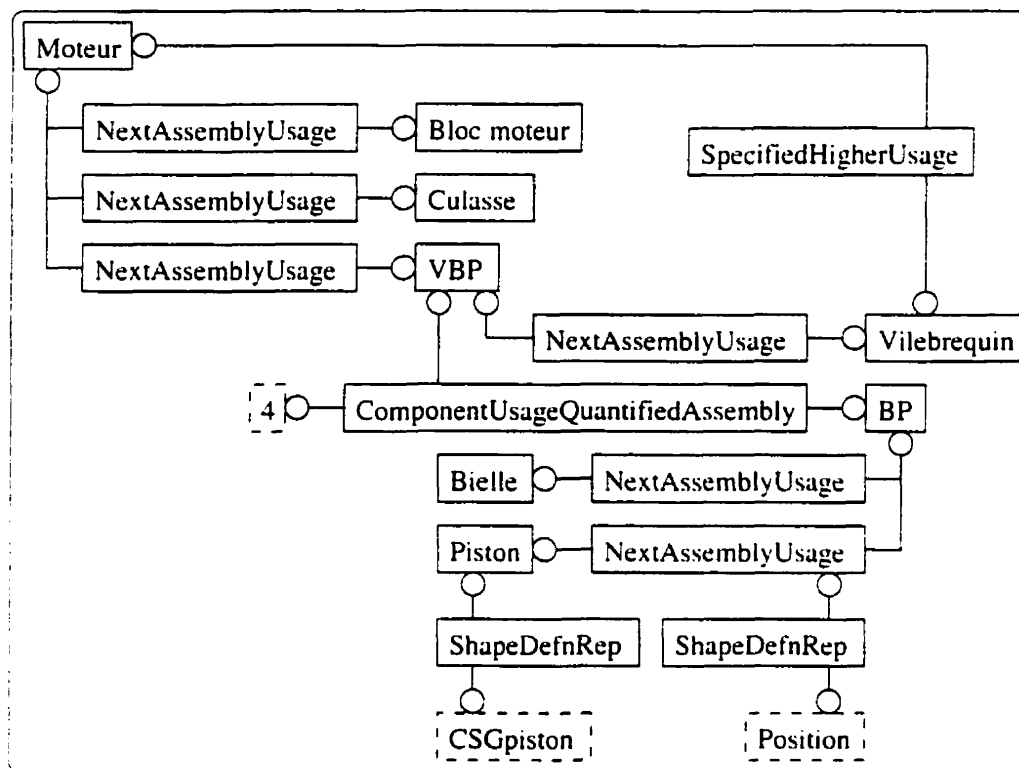 Moteur
NextAssemblyUsage Bloc moteur
SpecifiedHigherUsage
NextAssemblyUsage Culasse
NextAssemblyUsage VBP
NextAssemblyUsage Vilebrequin
4 ComponentUsageQuantifiedAssembly BP
Bielle NextAssemblyUsage
Piston NextAssemblyUsage
ShapeDefnRep ShapeDefnRep
CSGpiston Position